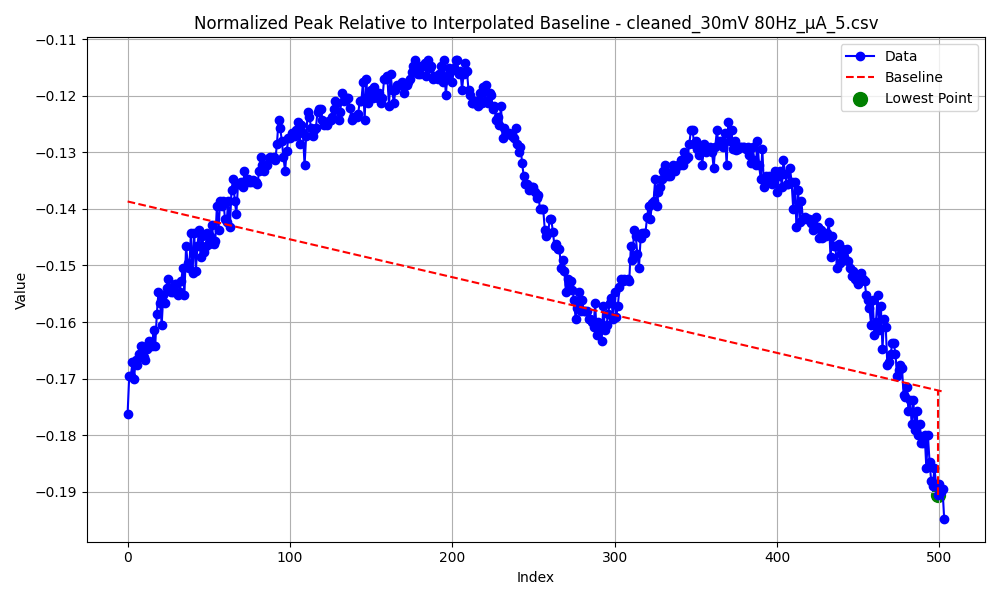 Normalized Peak Relative to Interpolated Baseline - cleaned_30mV 80Hz_μA_5.csv
Data
Baseline
Lowest Point
−0.11
−0.12
−0.13
−0.14
−0.15
−0.16
−0.17
−0.18
−0.19
Value
0
100
200
300
400
500
Index